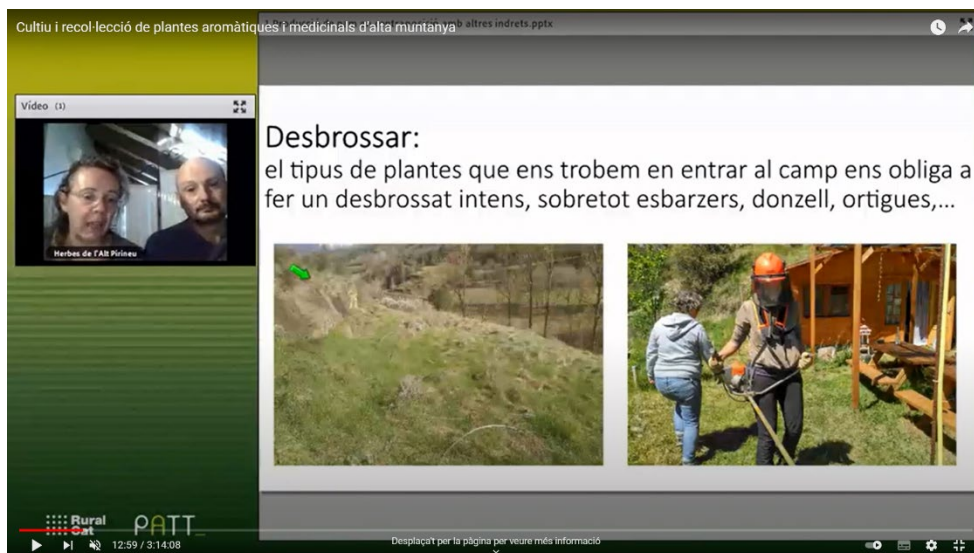 Cultiu i recol·lecció de plantes aromàtiques i medicinals d'alta muntanya
amb altres indrets.pptx
Vídeo (1)
Herbes de l'Alt Pirineu
Desbrossar:
el tipus de plantes que ens trobem en entrar al camp ens obliga a
fer un desbrossat intens, sobretot esbarzers, donzell, ortigues,...
Rural
Cat
PATT_
12:59 / 3:14:08
Desplaça't per la pàgina per veure més informació